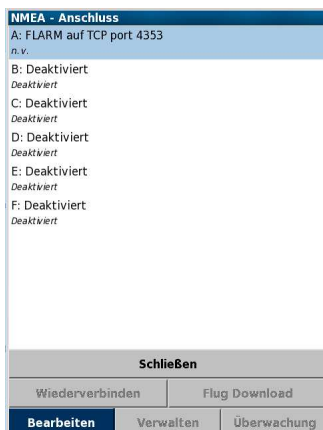 NMEA - Anschluss
A: FLARM auf TCP port 4353
n.v.
B: Deaktiviert
Deaktiviert
C: Deaktiviert
Deaktiviert
D: Deaktiviert
Deaktiviert
E: Deaktiviert
Deaktiviert
F: Deaktiviert
Deaktiviert
Schließen
Wiederverbinden Flug Download
Bearbeiten Verwalten Überwachung